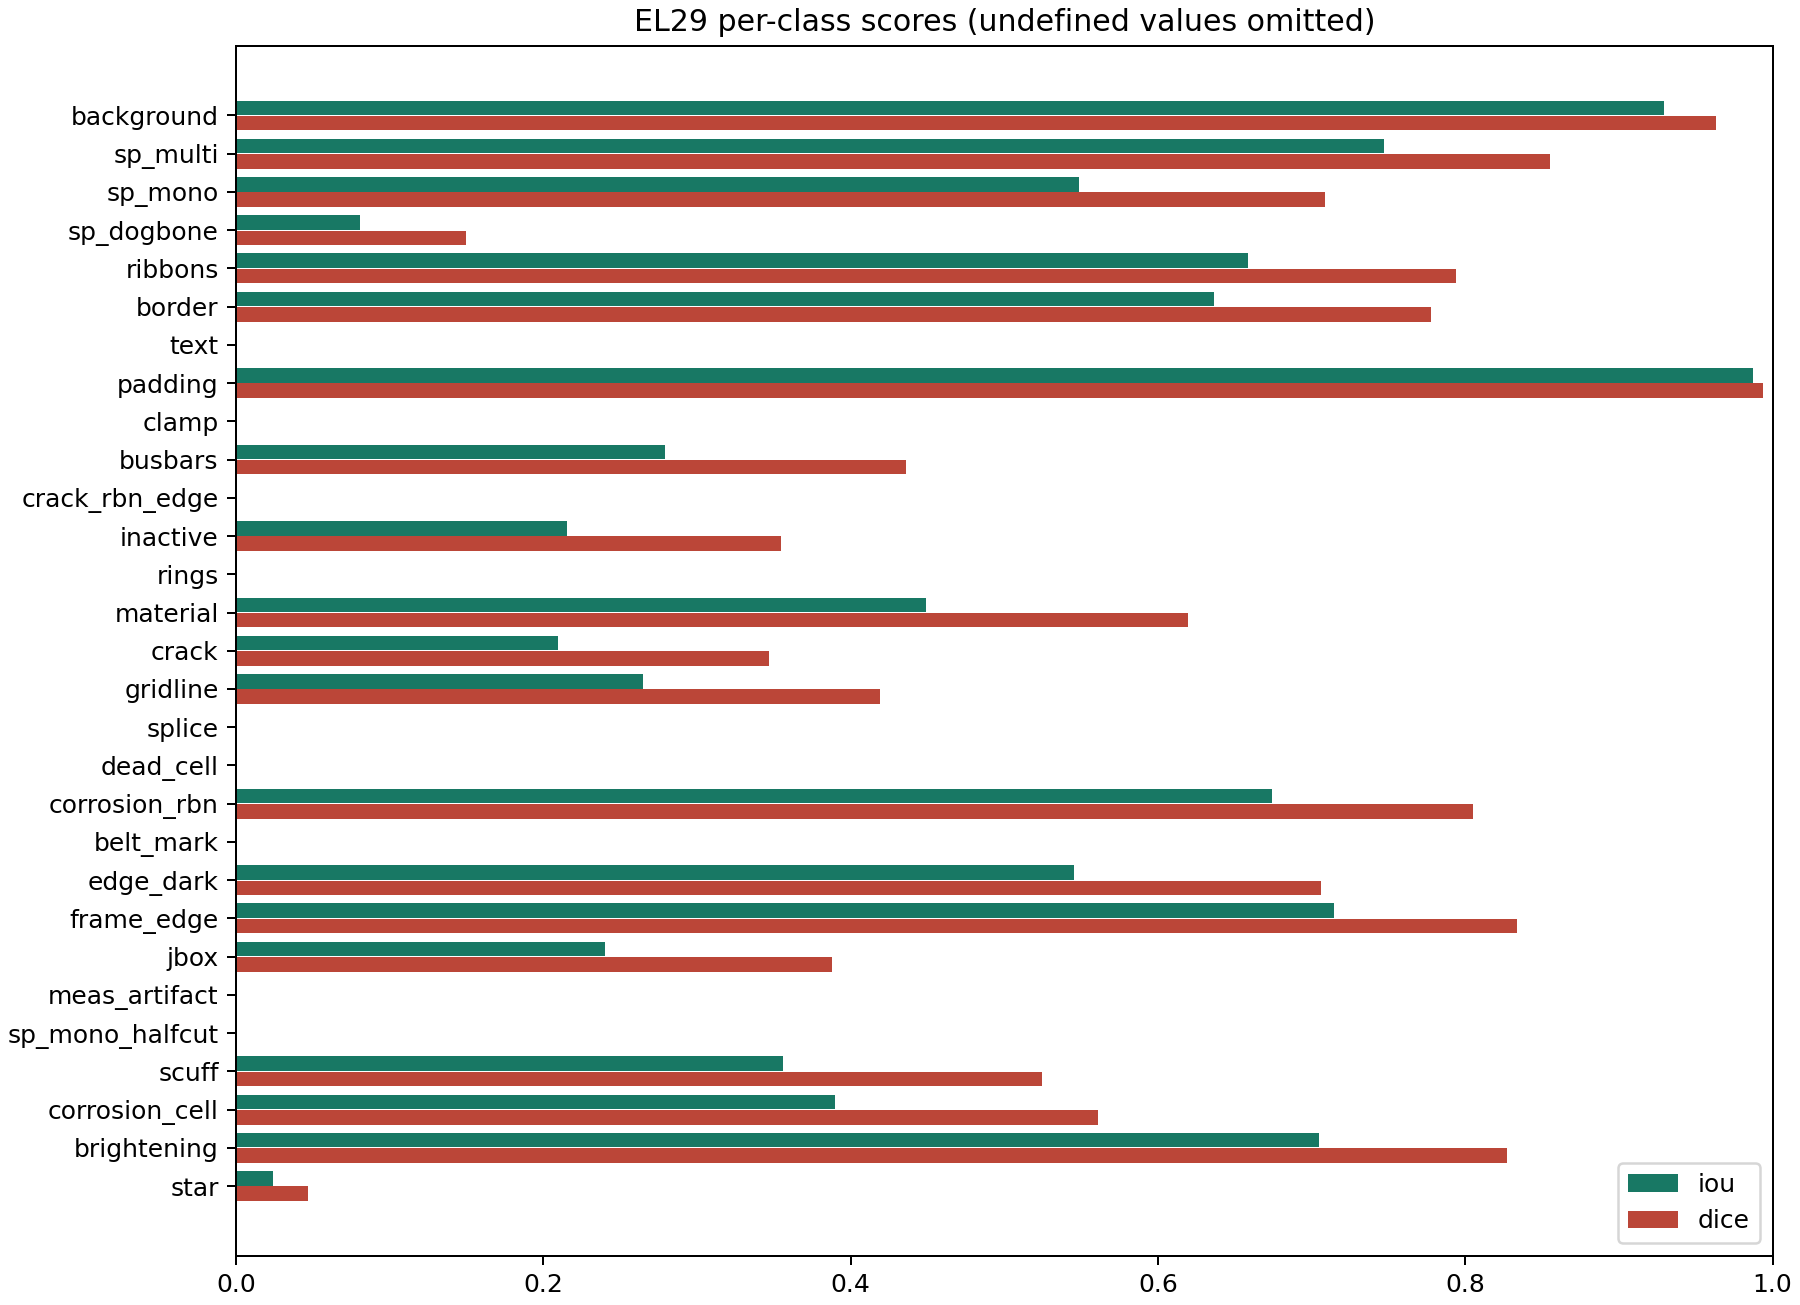 EL29 per-class scores (undefined values omitted)
background
sp_multi
sp_mono
sp_dogbone
ribbons
border
text
padding
clamp
busbars
crack_rbn_edge
inactive
rings
material
crack
gridline
splice
dead_cell
corrosion_rbn
belt_mark
edge_dark
frame_edge
jbox
meas_artifact
sp_mono_halfcut
scuff
corrosion_cell
brightening
star
iou
dice
0.0 0.2 0.4 0.6 0.8 1.0